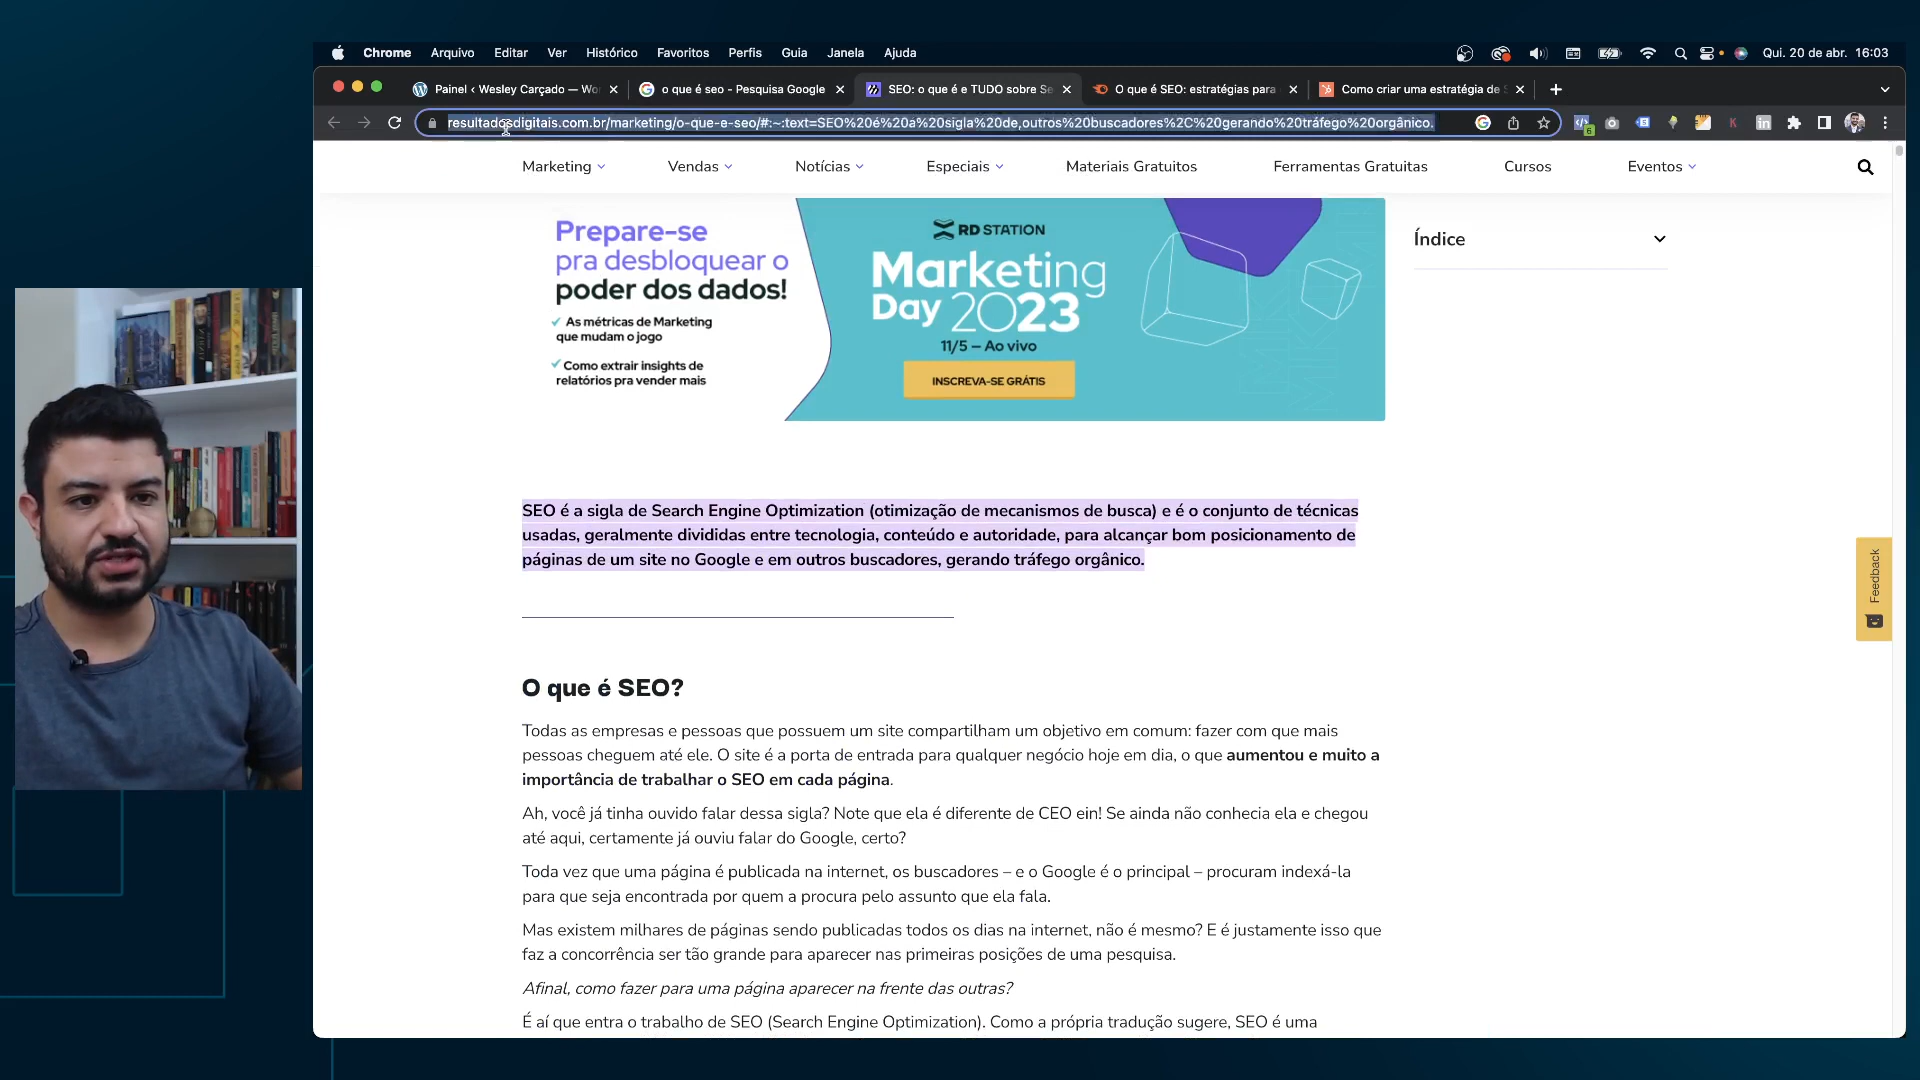 Chrome Arquivo Editar Ver Histórico Favoritos Perfis Guia Janela Ajuda Qui. 20 de abr. 16:03
Painel ‹ Wesley Carçado — Wo
o que é seo - Pesquisa Google
SEO: o que é e TUDO sobre Se
O que é SEO: estratégias para
Como criar uma estratégia de S
resultadosdigitais.com.br/marketing/o-que-e-seo/#:~:text=SEO%20é%20a%20sigla%20de,outros%20buscadores%2C%20gerando%20tráfego%20orgânico.
6
Marketing Vendas Notícias Especiais Materiais Gratuitos Ferramentas Gratuitas Cursos Eventos
Prepare-se
pra desbloquear o
poder dos dados!
✓ As métricas de Marketing
que mudam o jogo
✓ Como extrair insights de
relatórios pra vender mais
RD STATION
Marketing
Day 2023
11/5 – Ao vivo
INSCREVA-SE GRÁTIS
Índice
SEO é a sigla de Search Engine Optimization (otimização de mecanismos de busca) e é o conjunto de técnicas
usadas, geralmente divididas entre tecnologia, conteúdo e autoridade, para alcançar bom posicionamento de
páginas de um site no Google e em outros buscadores, gerando tráfego orgânico.
Feedback
O que é SEO?
Todas as empresas e pessoas que possuem um site compartilham um objetivo em comum: fazer com que mais
pessoas cheguem até ele. O site é a porta de entrada para qualquer negócio hoje em dia, o que aumentou e muito a
importância de trabalhar o SEO em cada página.
Ah, você já tinha ouvido falar dessa sigla? Note que ela é diferente de CEO ein! Se ainda não conhecia ela e chegou
até aqui, certamente já ouviu falar do Google, certo?
Toda vez que uma página é publicada na internet, os buscadores – e o Google é o principal – procuram indexá-la
para que seja encontrada por quem a procura pelo assunto que ela fala.
Mas existem milhares de páginas sendo publicadas todos os dias na internet, não é mesmo? E é justamente isso que
faz a concorrência ser tão grande para aparecer nas primeiras posições de uma pesquisa.
Afinal, como fazer para uma página aparecer na frente das outras?
É aí que entra o trabalho de SEO (Search Engine Optimization). Como a própria tradução sugere, SEO é uma